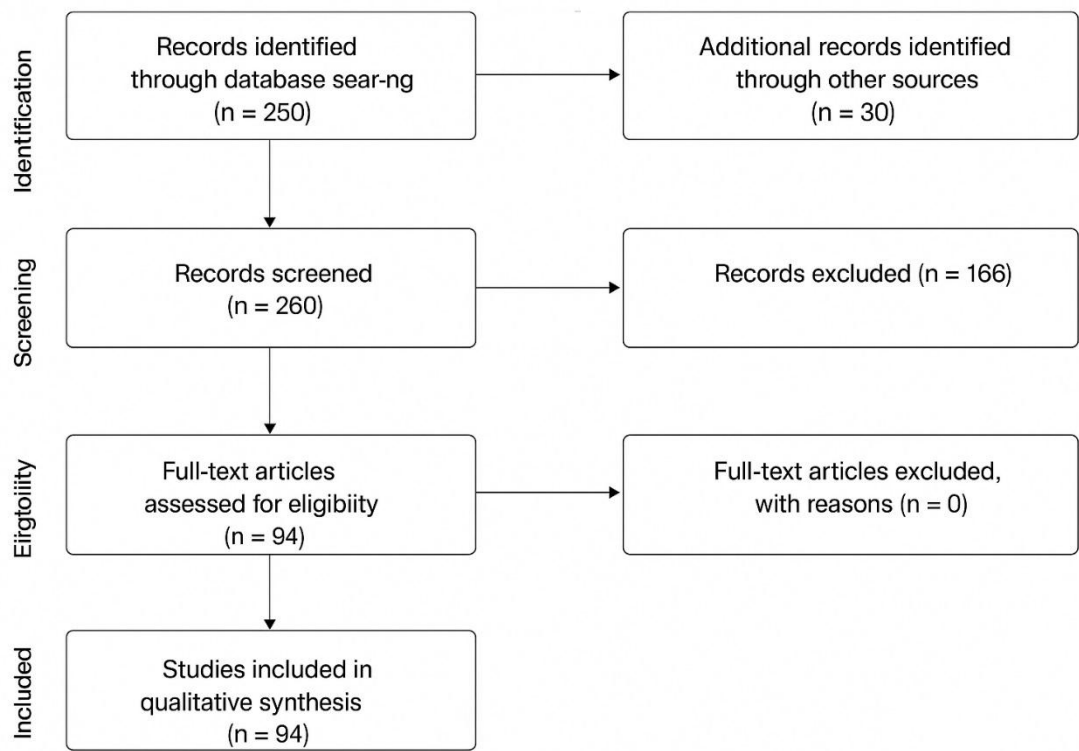 Identification
Records identified
through database sear-ng
(n = 250)
Additional records identified
through other sources
(n = 30)
Screening
Records screened
(n = 260)
Records excluded (n = 166)
Eirgtoiiity
Full-text articles
assessed for eligibiity
(n = 94)
Full-text articles excluded,
with reasons (n = 0)
Included
Studies included in
qualitative synthesis
(n = 94)